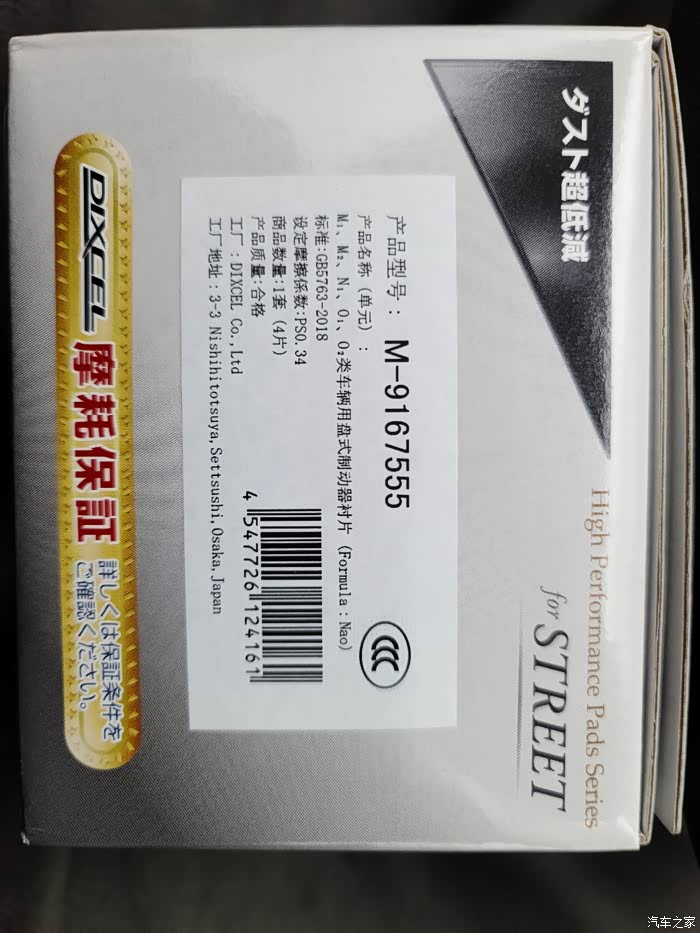 ダスト超低減
High Performance Pads Series
for STREET
产品型号: M-9167555
产品名称（单元）:
M₁、M₂、N₁、O₁、O₂类车辆用盘式制动器衬片 (Formula：Nao)
标准:GB5763-2018
设定摩擦係数:PS0.34
商品数量:1套 (4片)
产品质量:合格
工厂：DIXCEL Co.,Ltd
工厂地址：3-3 Nishihitotsuya,Settsushi,Osaka,Japan
CCC
4 547726 124161
DIXCEL 摩耗保証
詳しくは保証条件を
ご確認ください。
汽车之家